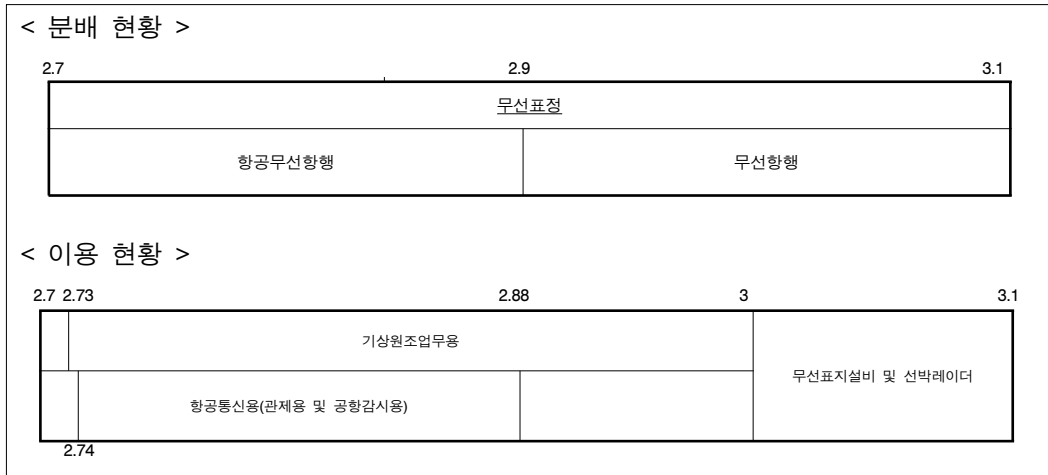 < 분배 현황 >
2.7 2.9 3.1
무선표정
항공무선항행 무선항행
< 이용 현황 >
2.7 2.73 2.88 3 3.1
기상원조업무용
무선표지설비 및 선박레이더
항공통신용(관제용 및 공항감시용)
2.74